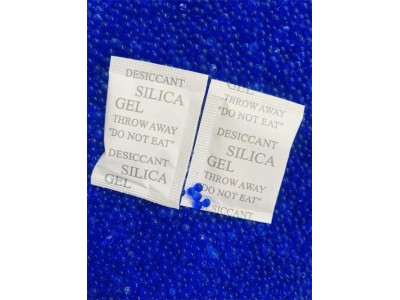 DESICCANT
SILICA
GEL
THROW AWAY
"DO NOT EAT"
DESICCANT
SILICA
GEL
THROW AWAY
"DO NOT EAT"
DESICCANT
SILICA
GEL
THROW AWAY
"DO NOT EAT"
DESICCANT